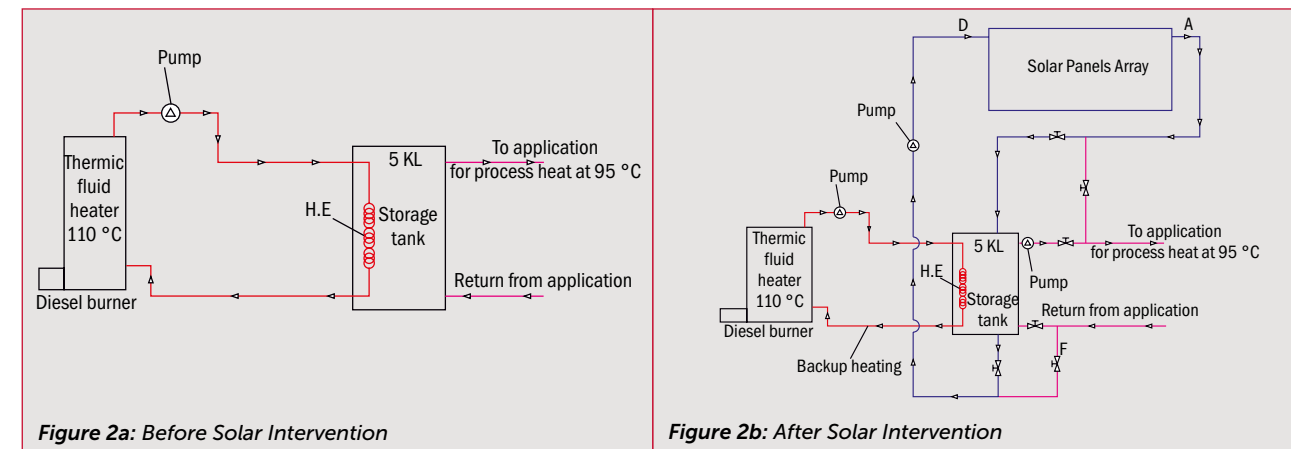 Pump
Thermic
fluid
heater
110 °C
Diesel burner
H.E
5 KL
Storage
tank
To application
for process heat at 95 °C
Return from application
Figure 2a: Before Solar Intervention
D
A
Solar Panels Array
Pump
Pump
Thermic
fluid
heater
110 °C
Diesel burner
Backup heating
H.E
5 KL
Storage
tank
Pump
To application
for process heat at 95 °C
Return from application
F
Figure 2b: After Solar Intervention